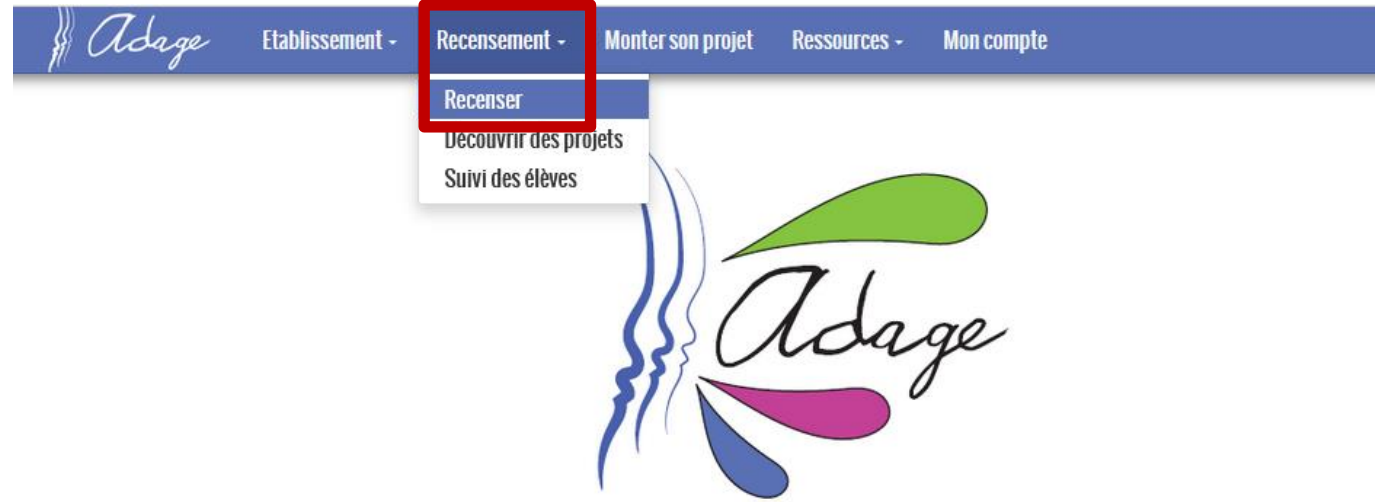 Adage Etablissement - Recensement - Monter son projet Ressources - Mon compte
Recenser
Découvrir des projets
Suivi des élèves
Adage